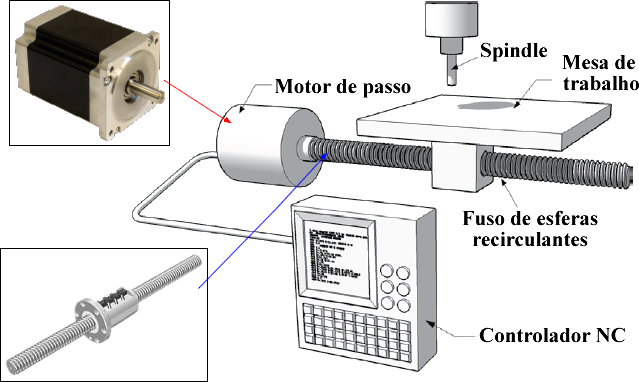 Spindle
Mesa de
trabalho
Motor de passo
Fuso de esferas
recirculantes
Controlador NC